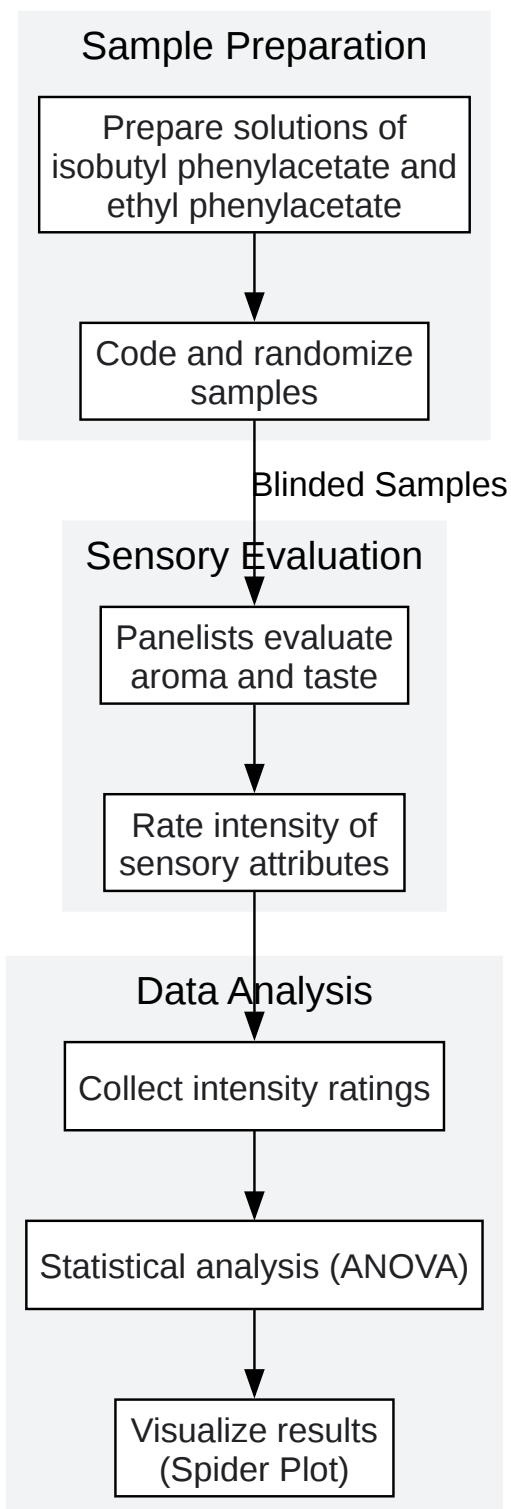 Sample Preparation
Prepare solutions of
isobutyl phenylacetate and
ethyl phenylacetate
Code and randomize
samples
Blinded Samples
Sensory Evaluation
Panelists evaluate
aroma and taste
Rate intensity of
sensory attributes
Data Analysis
Collect intensity ratings
Statistical analysis (ANOVA)
Visualize results
(Spider Plot)